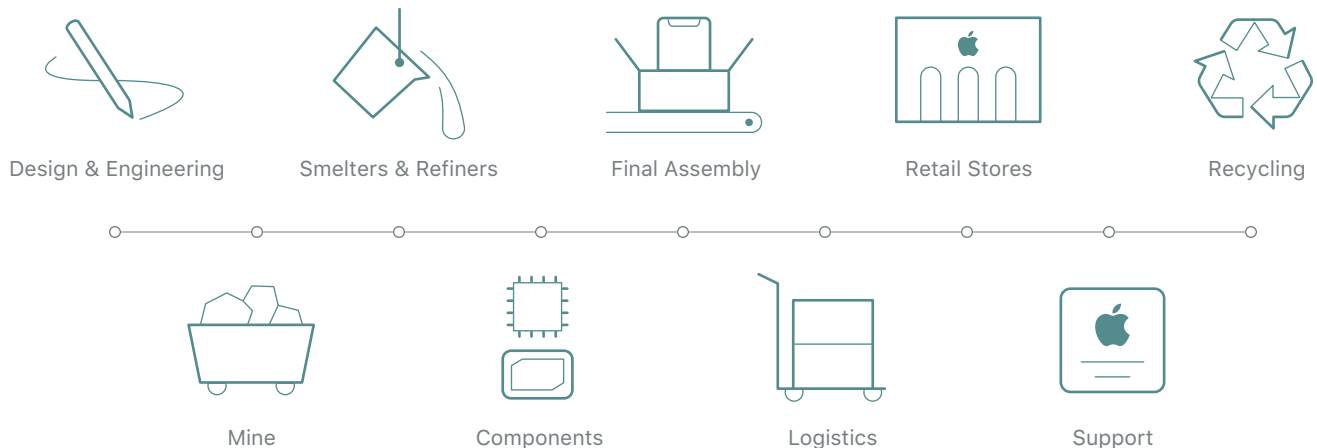 Design & Engineering
Smelters & Refiners
Final Assembly
Retail Stores
Recycling
Mine
Components
Logistics
Support